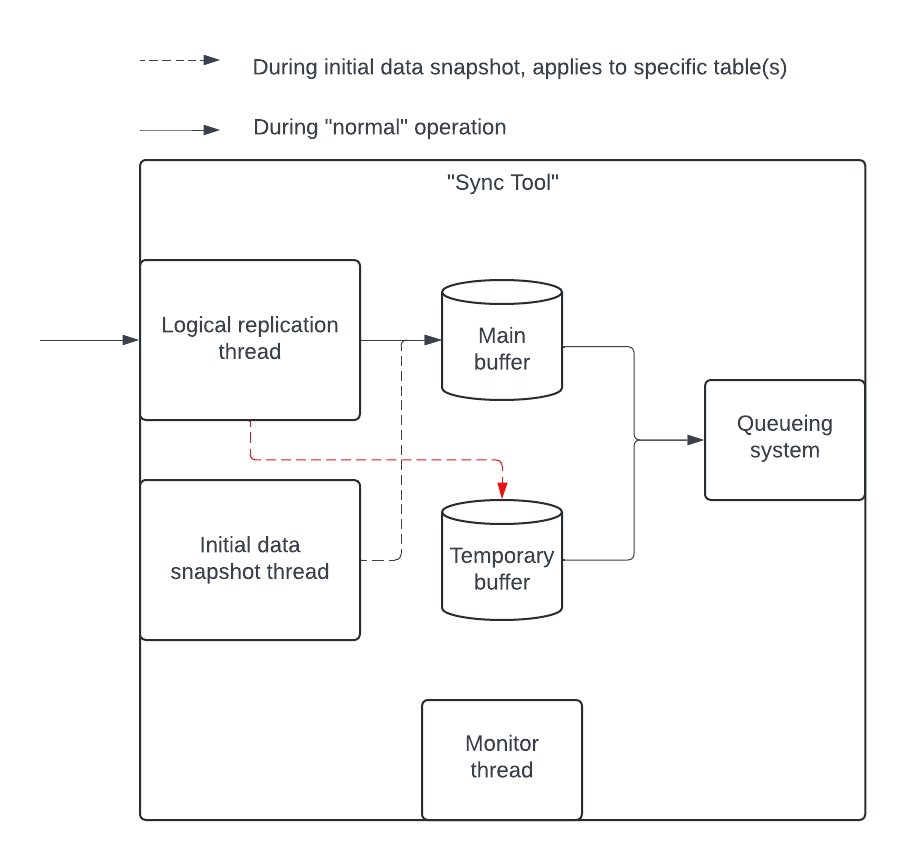 During initial data snapshot, applies to specific table(s)
During "normal" operation
"Sync Tool"
Logical replication
thread
Main
buffer
Queueing
system
Initial data
snapshot thread
Temporary
buffer
Monitor
thread